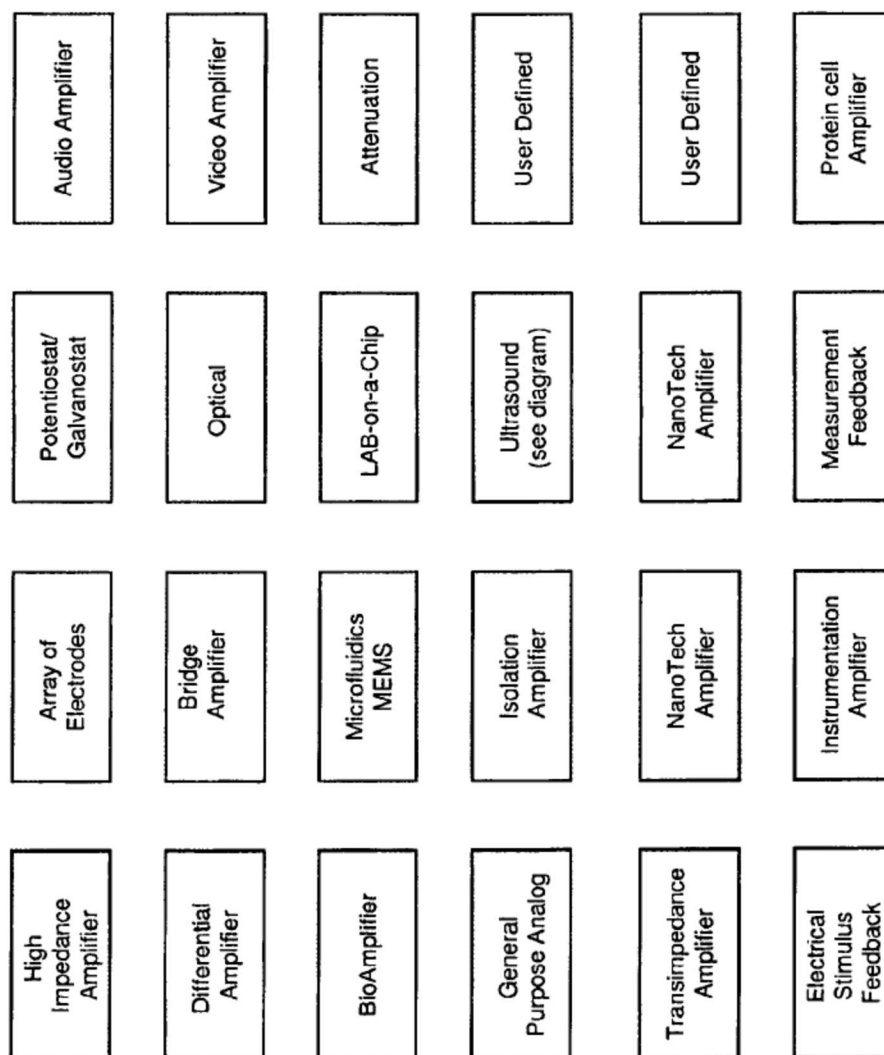 High
Impedance
Amplifier
Array of
Electrodes
Potentiostat/
Galvanostat
Audio Amplifier
Differential
Amplifier
Bridge
Amplifier
Optical
Video Amplifier
BioAmplifier
Microfluidics
MEMS
LAB-on-a-Chip
Attenuation
General
Purpose Analog
Isolation
Amplifier
Ultrasound
(see diagram)
User Defined
Transimpedance
Amplifier
NanoTech
Amplifier
NanoTech
Amplifier
User Defined
Electrical
Stimulus
Feedback
Instrumentation
Amplfier
Measurement
Feedback
Protein cell
Amplifier